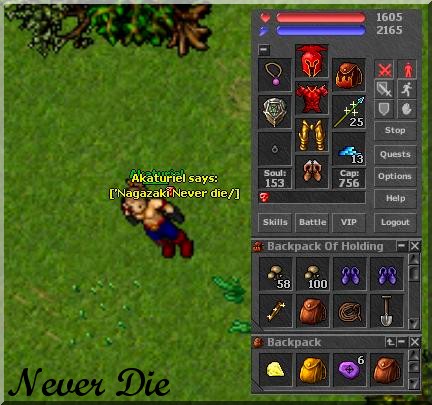 1605
2165
25
13
Soul:
153
Cap:
756
Stop
Quests
Options
Help
Skills
Battle
VIP
Logout
Akaturiel
Akaturiel says:
['Nagazaki Never die/]
Backpack Of Holding
58
100
Backpack
6
Never Die